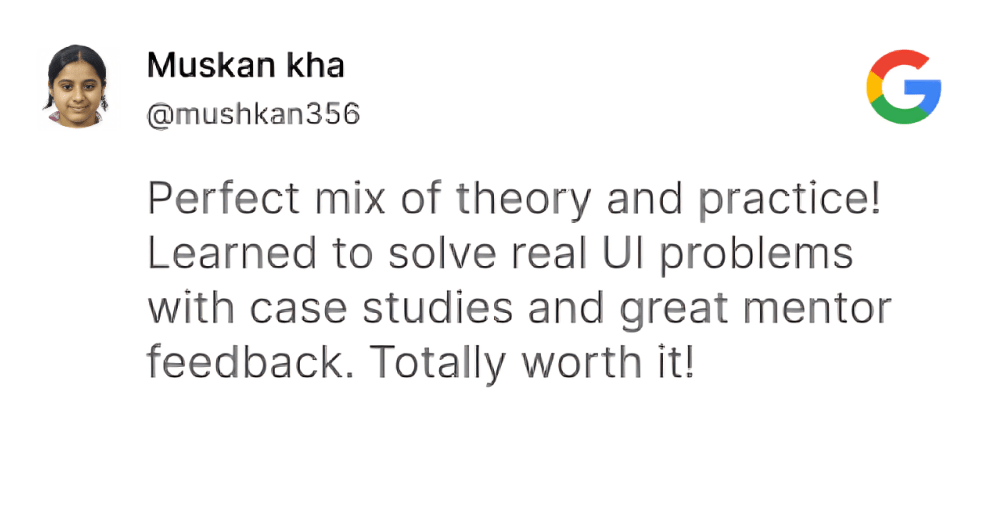 Muskan kha
@mushkan356
Perfect mix of theory and practice!
Learned to solve real UI problems
with case studies and great mentor
feedback. Totally worth it!